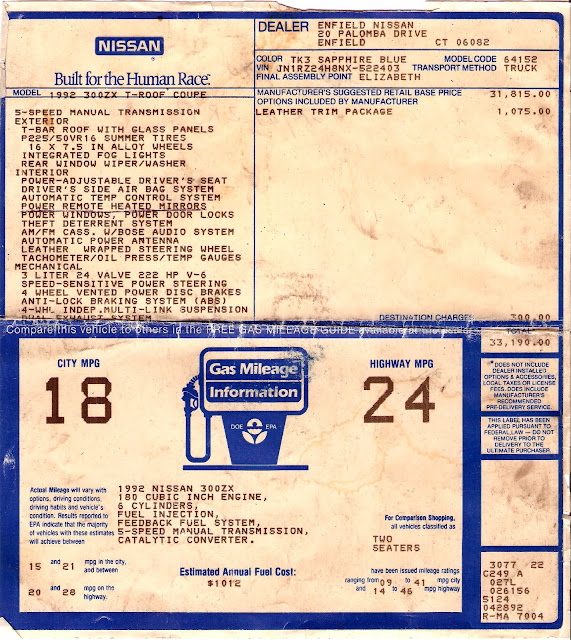 NISSAN
Built for the Human Race.
DEALER ENFIELD NISSAN
20 PALOMBA DRIVE
ENFIELD CT 06082
COLOR TK3 SAPPHIRE BLUE MODEL CODE 64152
VIN JN1RZ24H8NX-522403 TRANSPORT METHOD TRUCK
FINAL ASSEMBLY POINT ELIZABETH
MODEL 1992 300ZX T-ROOF COUPE
MANUFACTURER'S SUGGESTED RETAIL BASE PRICE 31,815.00
OPTIONS INCLUDED BY MANUFACTURER
LEATHER TRIM PACKAGE 1,075.00
5-SPEED MANUAL TRANSMISSION
EXTERIOR
T-BAR ROOF WITH GLASS PANELS
P225/50VR16 SUMMER TIRES
16 X 7.5 IN ALLOY WHEELS
INTEGRATED FOG LIGHTS
REAR WINDOW WIPER/WASHER
INTERIOR
POWER-ADJUSTABLE DRIVER'S SEAT
DRIVER'S SIDE AIR BAG SYSTEM
AUTOMATIC TEMP CONTROL SYSTEM
POWER REMOTE HEATED MIRRORS
POWER WINDOWS, POWER DOOR LOCKS
THEFT DETERRENT SYSTEM
AM/FM CASS. W/BOSE AUDIO SYSTEM
AUTOMATIC POWER ANTENNA
LEATHER WRAPPED STEERING WHEEL
TACHOMETER/OIL PRESS/TEMP GAUGES
MECHANICAL
3 LITER 24 VALVE 222 HP V-6
SPEED-SENSITIVE POWER STEERING
4 WHEEL VENTED POWER DISC BRAKES
ANTI-LOCK BRAKING SYSTEM (ABS)
4-WHL INDEP.MULTI-LINK SUSPENSION
DUAL EXHAUST SYSTEM
DESTINATION CHARGE: 300.00
Compare this vehicle to others in the FREE GAS MILEAGE GUIDE available at the dealer.
TOTAL*
33,190.00
CITY MPG
18
Gas Mileage
Information
DOE EPA
HIGHWAY MPG
24
*DOES NOT INCLUDE
DEALER INSTALLED
OPTIONS & ACCESSORIES,
LOCAL TAXES OR LICENSE
FEES. DOES INCLUDE
MANUFACTURER'S
RECOMMENDED
PRE-DELIVERY SERVICE.
THIS LABEL HAS BEEN
APPLIED PURSUANT TO
FEDERAL LAW — DO NOT
REMOVE PRIOR TO
DELIVERY TO THE
ULTIMATE PURCHASER.
Actual Mileage will vary with
options, driving conditions,
driving habits and vehicle's
condition. Results reported to
EPA indicate that the majority
of vehicles with these estimates
will achieve between
15 and 21 mpg in the city,
and between
20 and 28 mpg on the
highway.
1992 NISSAN 300ZX
180 CUBIC INCH ENGINE,
6 CYLINDERS,
FUEL INJECTION,
FEEDBACK FUEL SYSTEM,
5-SPEED MANUAL TRANSMISSION,
CATALYTIC CONVERTER.
Estimated Annual Fuel Cost:
$1012
For Comparison Shopping,
all vehicles classified as
TWO
SEATERS
have been issued mileage ratings
ranging from 09 to 41 mpg city
and 14 to 46 mpg highway
3077 22
C249 A
027L
026156
5124
042892
R-MA 7004